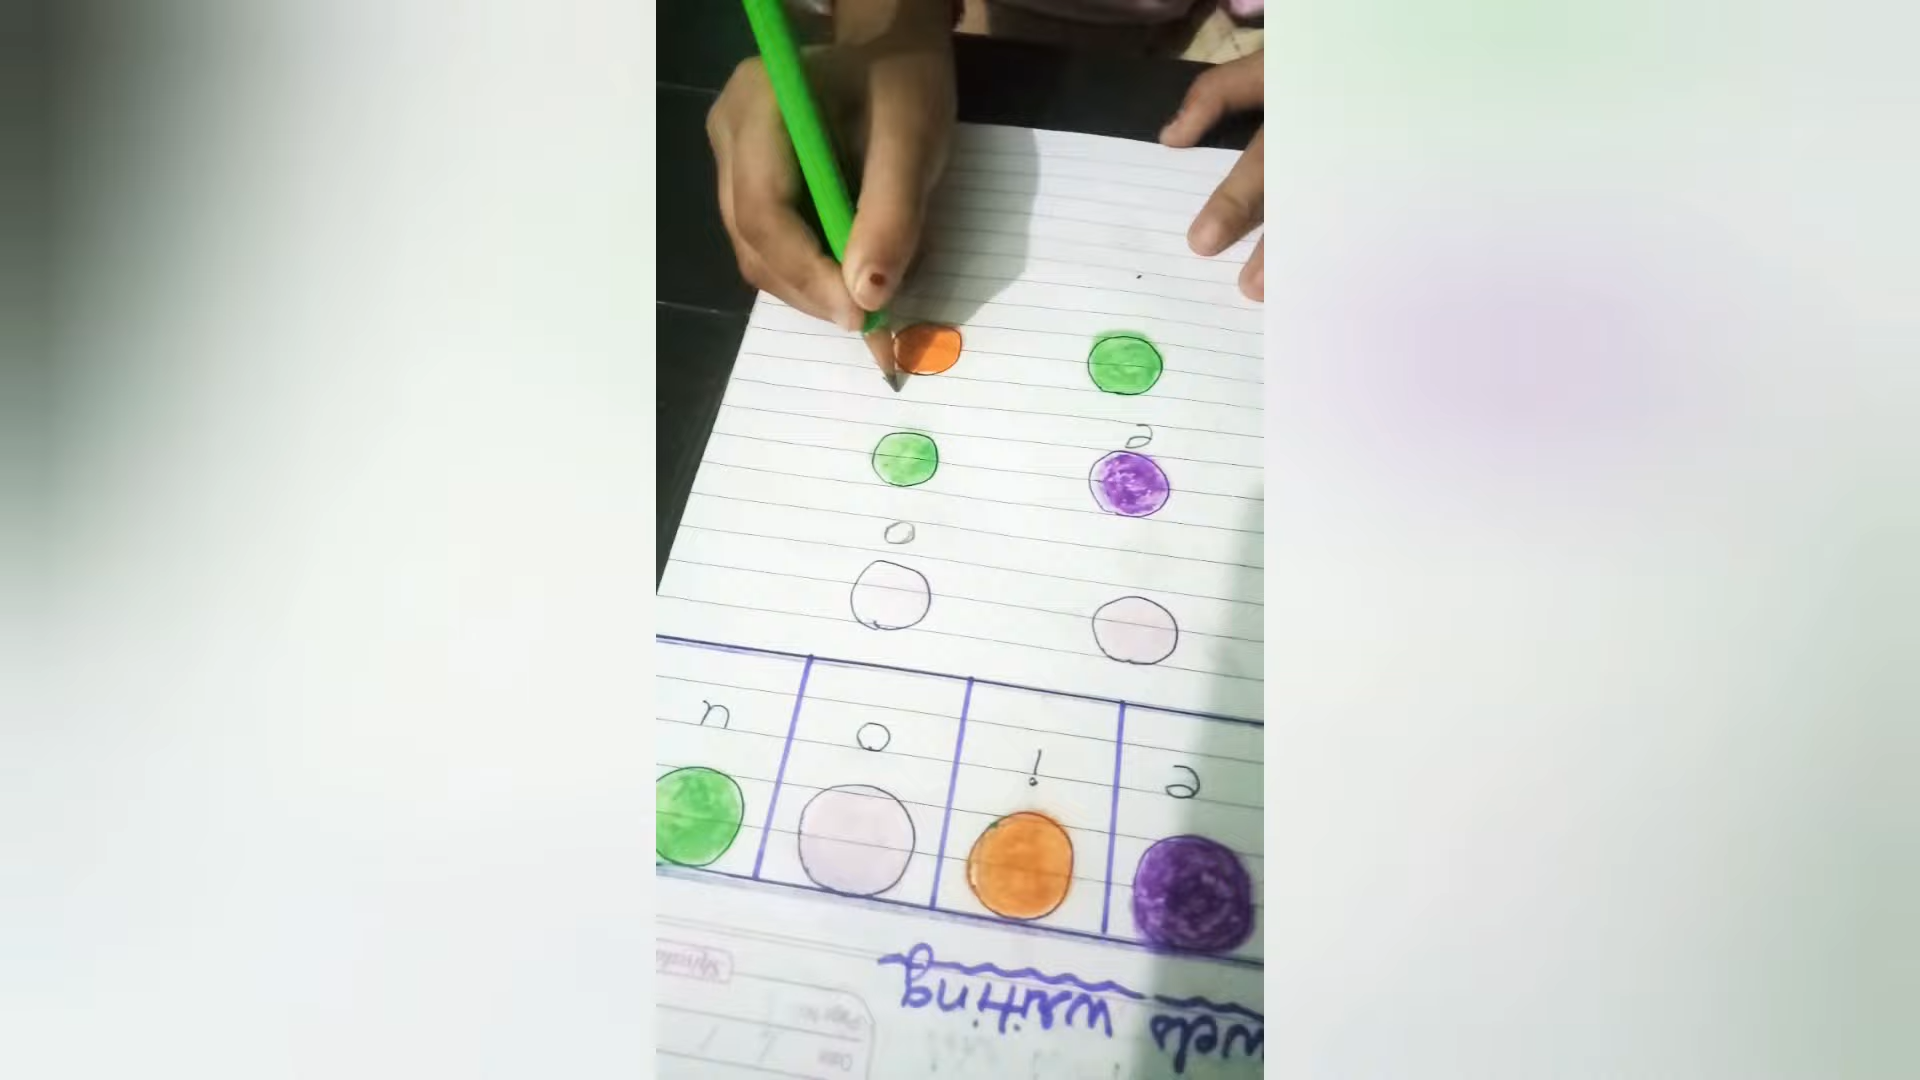 Date
Page No.
wels writing
e i o u
o
e